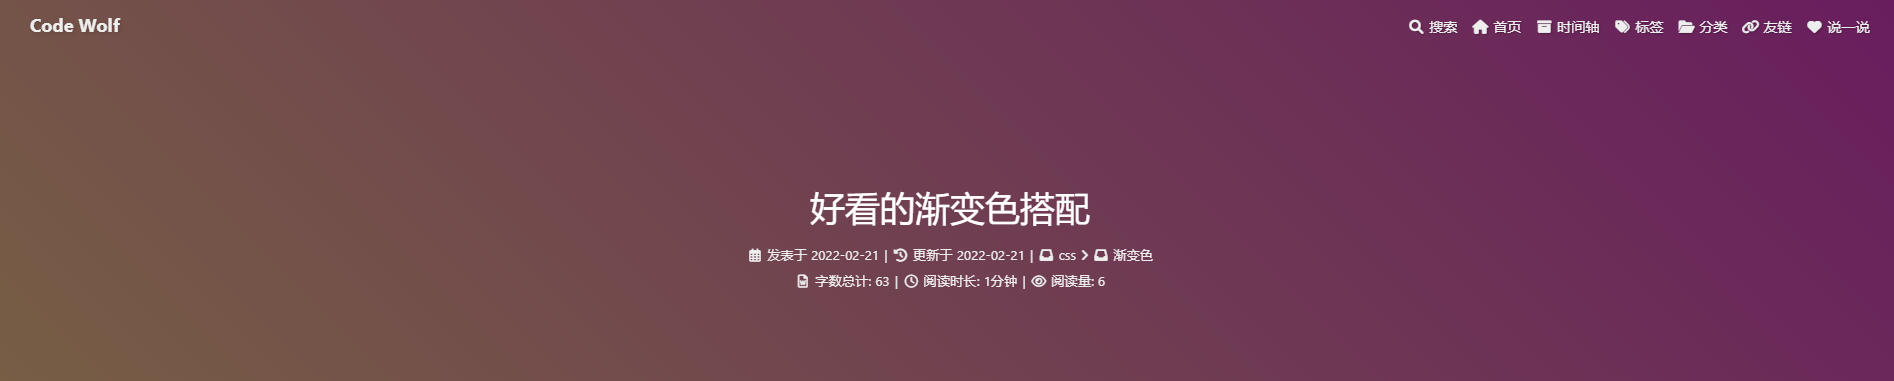 Code Wolf 搜索 首页 时间轴 标签 分类 友链 说一说
好看的渐变色搭配
发表于 2022-02-21 | 更新于 2022-02-21 | css > 渐变色
字数总计: 63 | 阅读时长: 1分钟 | 阅读量: 6